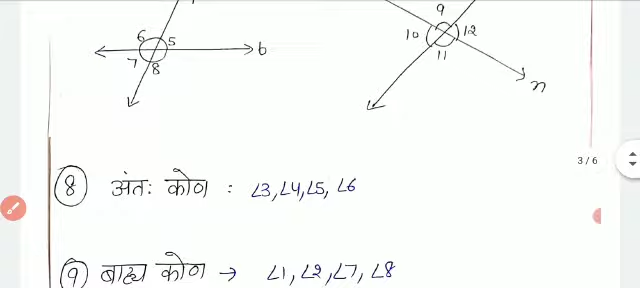 9
6 5
10 12
b
7 8
11
n
3 / 6
8 अंतः कोण : ∠3, ∠4, ∠5, ∠6
9 बाह्य कोण → ∠1, ∠2, ∠7, ∠8